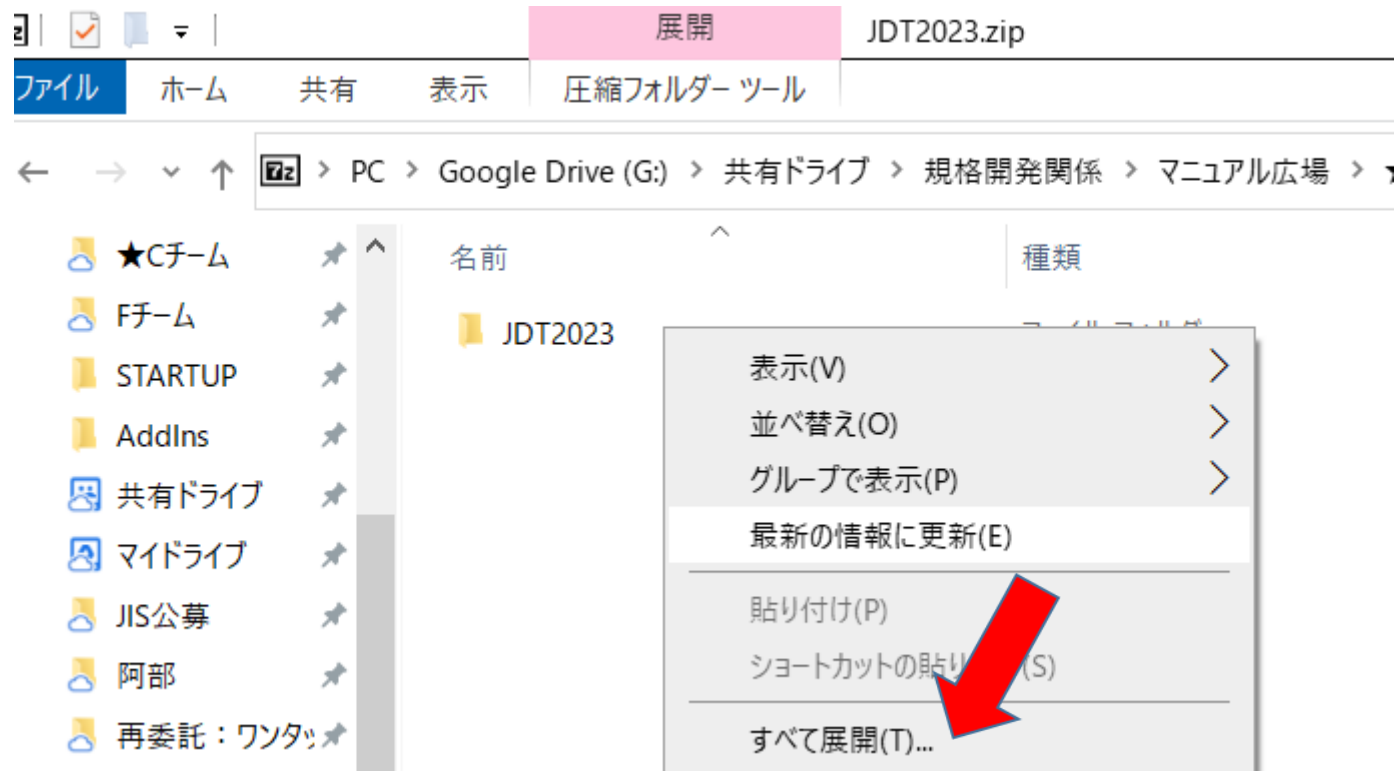 展開 JDT2023.zip
ファイル ホーム 共有 表示 圧縮フォルダー ツール
7z > PC > Google Drive (G:) > 共有ドライブ > 規格開発関係 > マニュアル広場 >
★Cチーム
Fチーム
STARTUP
AddIns
共有ドライブ
マイドライブ
JIS公募
阿部
再委託：ワンタッ
名前 種類
JDT2023
表示(V)
並べ替え(O)
グループで表示(P)
最新の情報に更新(E)
貼り付け(P)
ショートカットの貼り (S)
すべて展開(T)...